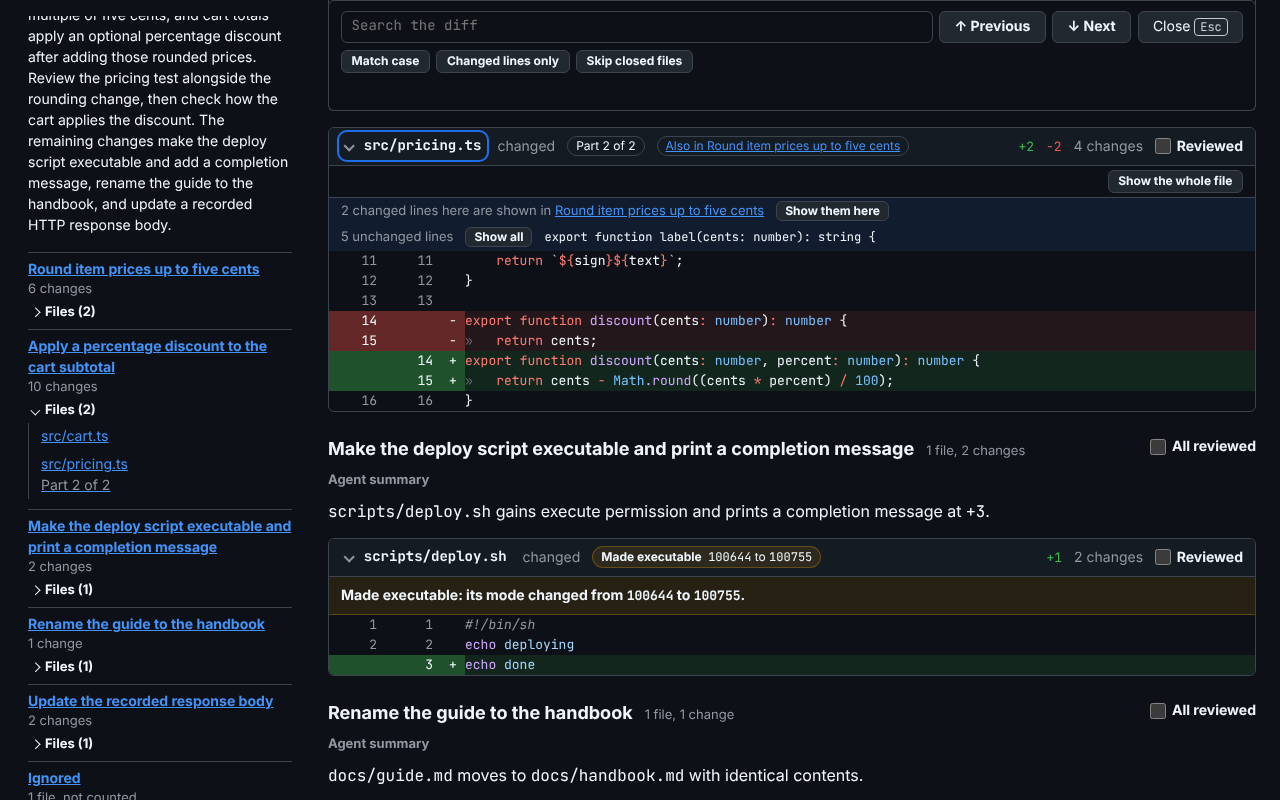 multiple of five cents, and cart totals
apply an optional percentage discount
after adding those rounded prices.
Review the pricing test alongside the
rounding change, then check how the
cart applies the discount. The
remaining changes make the deploy
script executable and add a completion
message, rename the guide to the
handbook, and update a recorded
HTTP response body.
Round item prices up to five cents
6 changes
Files (2)
Apply a percentage discount to the
cart subtotal
10 changes
Files (2)
src/cart.ts
src/pricing.ts
Part 2 of 2
Make the deploy script executable and
print a completion message
2 changes
Files (1)
Rename the guide to the handbook
1 change
Files (1)
Update the recorded response body
2 changes
Files (1)
Ignored
1 file, not counted
Search the diff
↑ Previous
↓ Next
Close Esc
Match case
Changed lines only
Skip closed files
src/pricing.ts changed Part 2 of 2 Also in Round item prices up to five cents +2 -2 4 changes Reviewed
Show the whole file
2 changed lines here are shown in Round item prices up to five cents Show them here
5 unchanged lines Show all export function label(cents: number): string {
11 11 return `${sign}${text}`;
12 12 }
13 13
14 - export function discount(cents: number): number {
15 - » return cents;
14 + export function discount(cents: number, percent: number): number {
15 + » return cents - Math.round((cents * percent) / 100);
16 16 }
Make the deploy script executable and print a completion message 1 file, 2 changes All reviewed
Agent summary
scripts/deploy.sh gains execute permission and prints a completion message at +3.
scripts/deploy.sh changed Made executable 100644 to 100755 +1 2 changes Reviewed
Made executable: its mode changed from 100644 to 100755.
1 1 #!/bin/sh
2 2 echo deploying
3 + echo done
Rename the guide to the handbook 1 file, 1 change All reviewed
Agent summary
docs/guide.md moves to docs/handbook.md with identical contents.